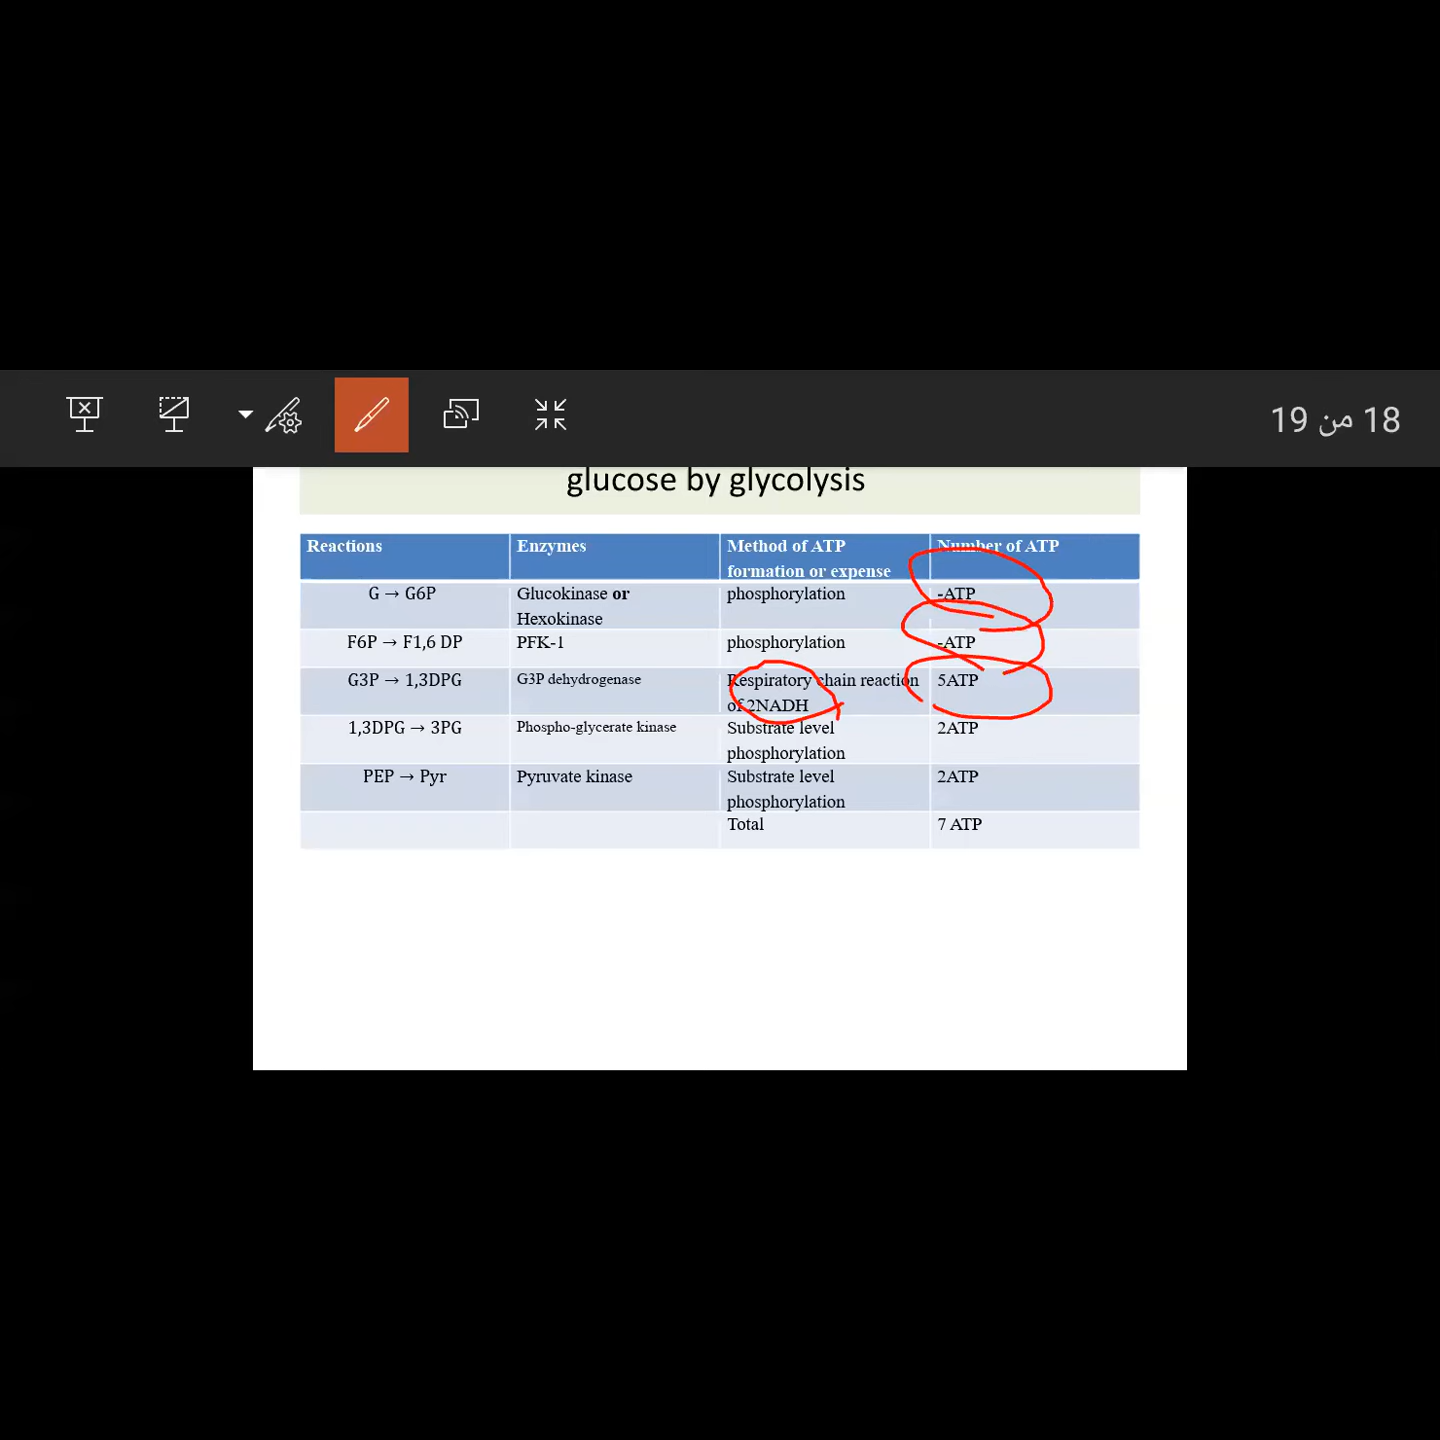 18 من 19
glucose by glycolysis
Reactions Enzymes Method of ATP formation or expense Number of ATP
G → G6P Glucokinase or Hexokinase phosphorylation -ATP
F6P → F1,6 DP PFK-1 phosphorylation -ATP
G3P → 1,3DPG G3P dehydrogenase Respiratory chain reaction of 2NADH 5ATP
1,3DPG → 3PG Phospho-glycerate kinase Substrate level phosphorylation 2ATP
PEP → Pyr Pyruvate kinase Substrate level phosphorylation 2ATP
Total 7 ATP